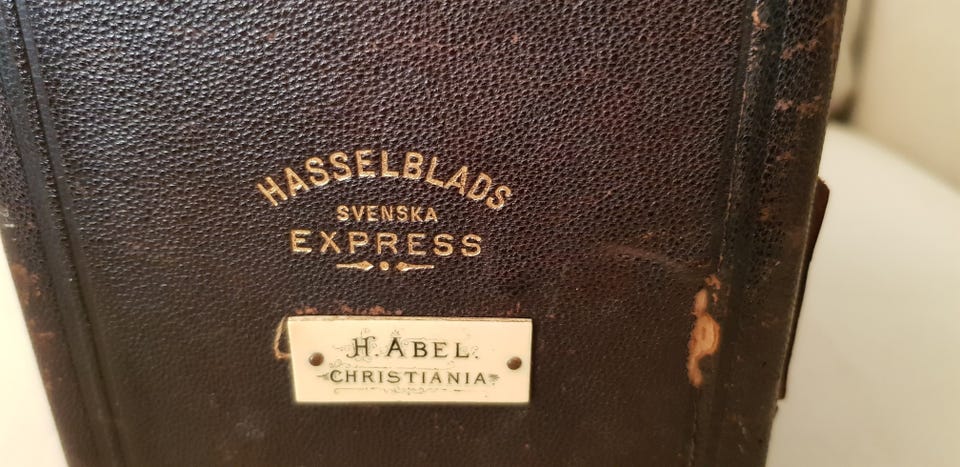 HASSELBLADS
SVENSKA
EXPRESS
H. ABEL.
CHRISTIANIA